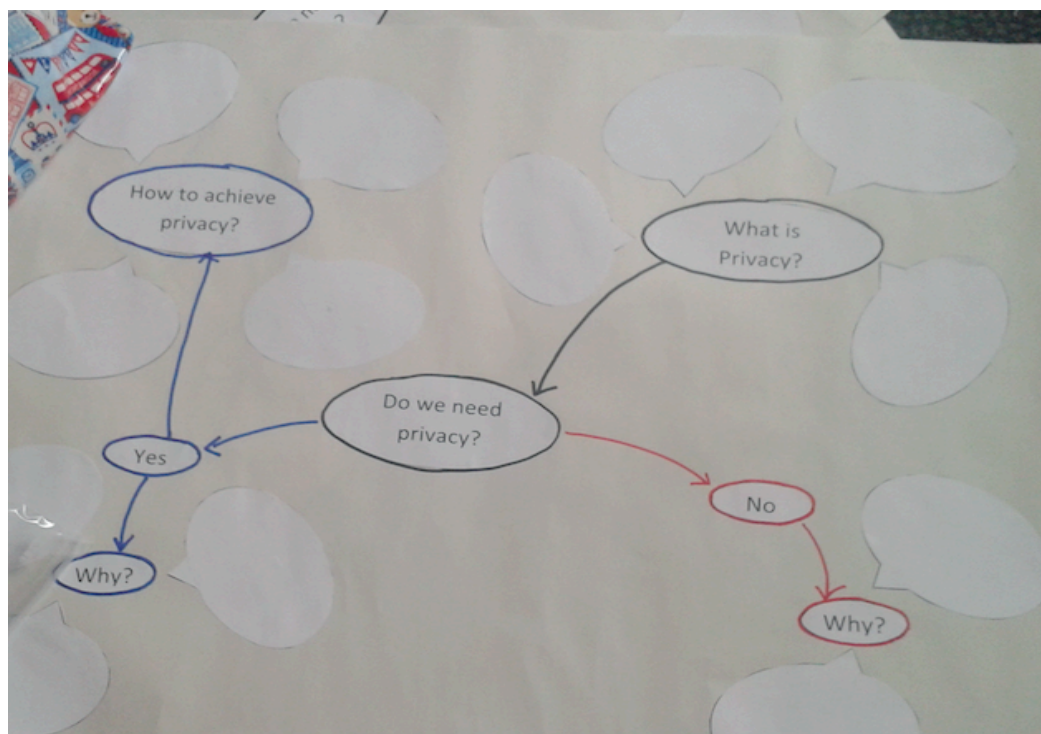 How to achieve
privacy?
What is
Privacy?
Do we need
privacy?
Yes
No
Why?
Why?